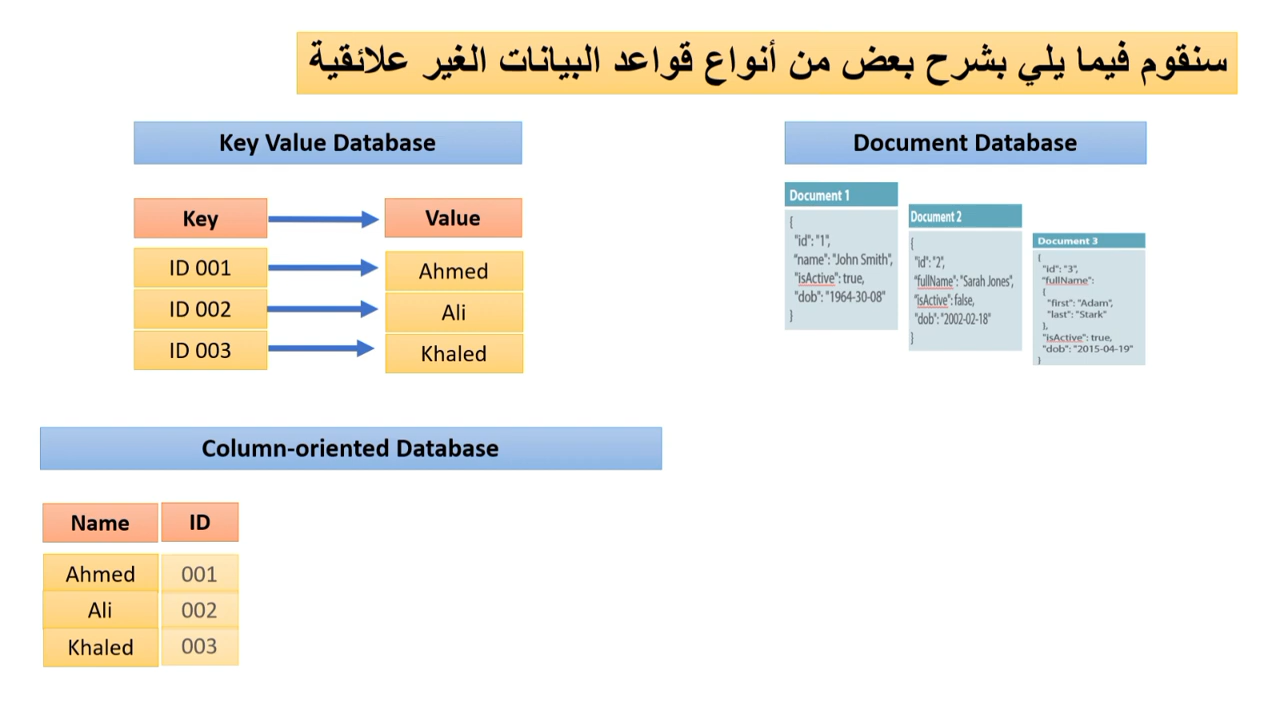 سنقوم فيما يلي بشرح بعض من أنواع قواعد البيانات الغير علائقية
Key Value Database
Key
Value
ID 001
Ahmed
ID 002
Ali
ID 003
Khaled
Document Database
Document 1
{
"id": "1",
"name": "John Smith",
"isActive": true,
"dob": "1964-30-08"
}
Document 2
{
"id": "2",
"fullName": "Sarah Jones",
"isActive": false,
"dob": "2002-02-18"
}
Document 3
{
"id": "3",
"fullName":
{
"first": "Adam",
"last": "Stark"
},
"isActive": true,
"dob": "2015-04-19"
}
Column-oriented Database
Name
ID
Ahmed
001
Ali
002
Khaled
003